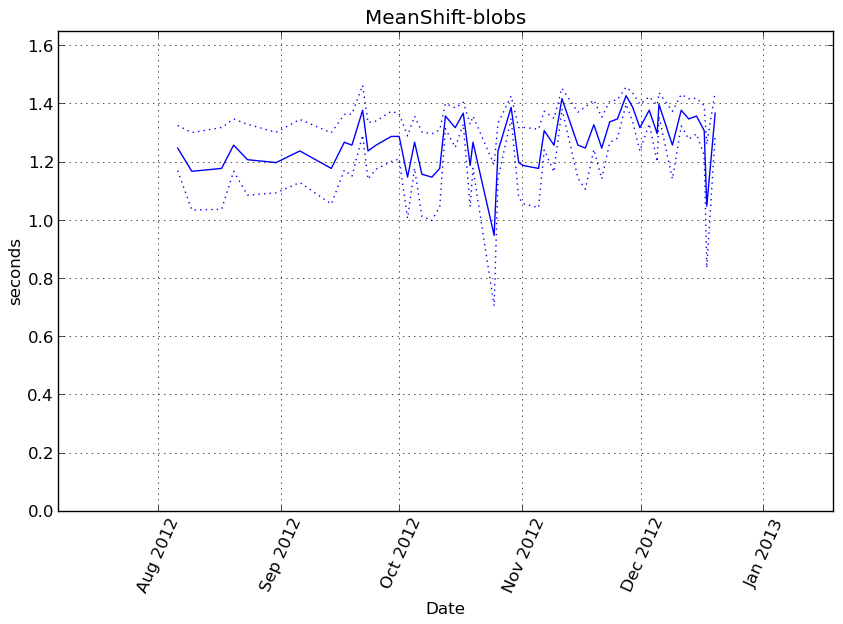 MeanShift-blobs
1.6
1.4
1.2
1.0
0.8
0.6
0.4
0.2
0.0
seconds
Aug 2012
Sep 2012
Oct 2012
Nov 2012
Dec 2012
Jan 2013
Date